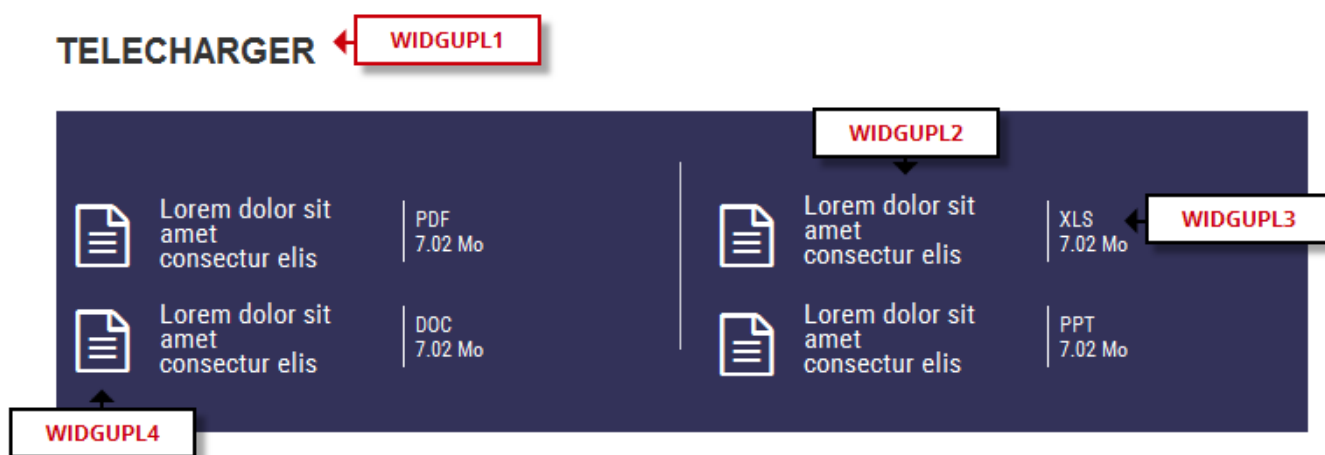 TELECHARGER
WIDGUPL1
WIDGUPL2
Lorem dolor sit
amet
consectur elis
PDF
7.02 Mo
Lorem dolor sit
amet
consectur elis
XLS
7.02 Mo
WIDGUPL3
Lorem dolor sit
amet
consectur elis
DOC
7.02 Mo
Lorem dolor sit
amet
consectur elis
PPT
7.02 Mo
WIDGUPL4